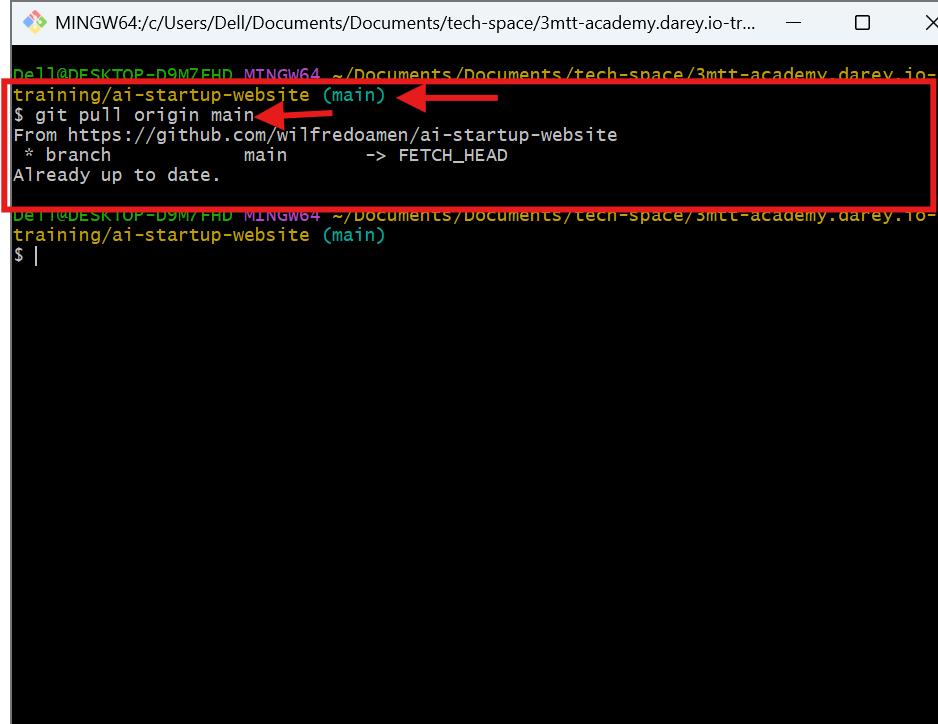 MINGW64:/c/Users/Dell/Documents/Documents/tech-space/3mtt-academy.darey.io-tr...
Dell@DESKTOP-D9M7FHD MINGW64 ~/Documents/Documents/tech-space/3mtt-academy.darey.io-
training/ai-startup-website (main)
$ git pull origin main
From https://github.com/wilfredoamen/ai-startup-website
 * branch            main       -> FETCH_HEAD
Already up to date.
Dell@DESKTOP-D9M7FHD MINGW64 ~/Documents/Documents/tech-space/3mtt-academy.darey.io-
training/ai-startup-website (main)
$